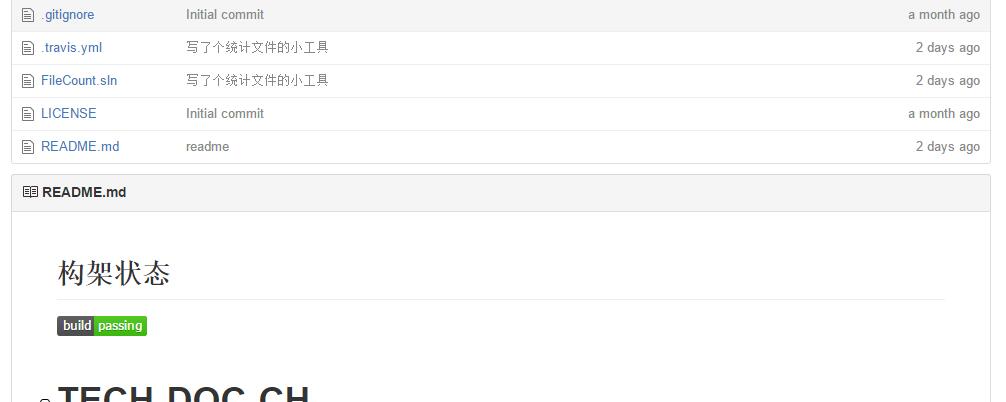 .gitignore Initial commit a month ago
.travis.yml 写了个统计文件的小工具 2 days ago
FileCount.sln 写了个统计文件的小工具 2 days ago
LICENSE Initial commit a month ago
README.md readme 2 days ago
README.md
构架状态
build passing
TECH-DOC-CH